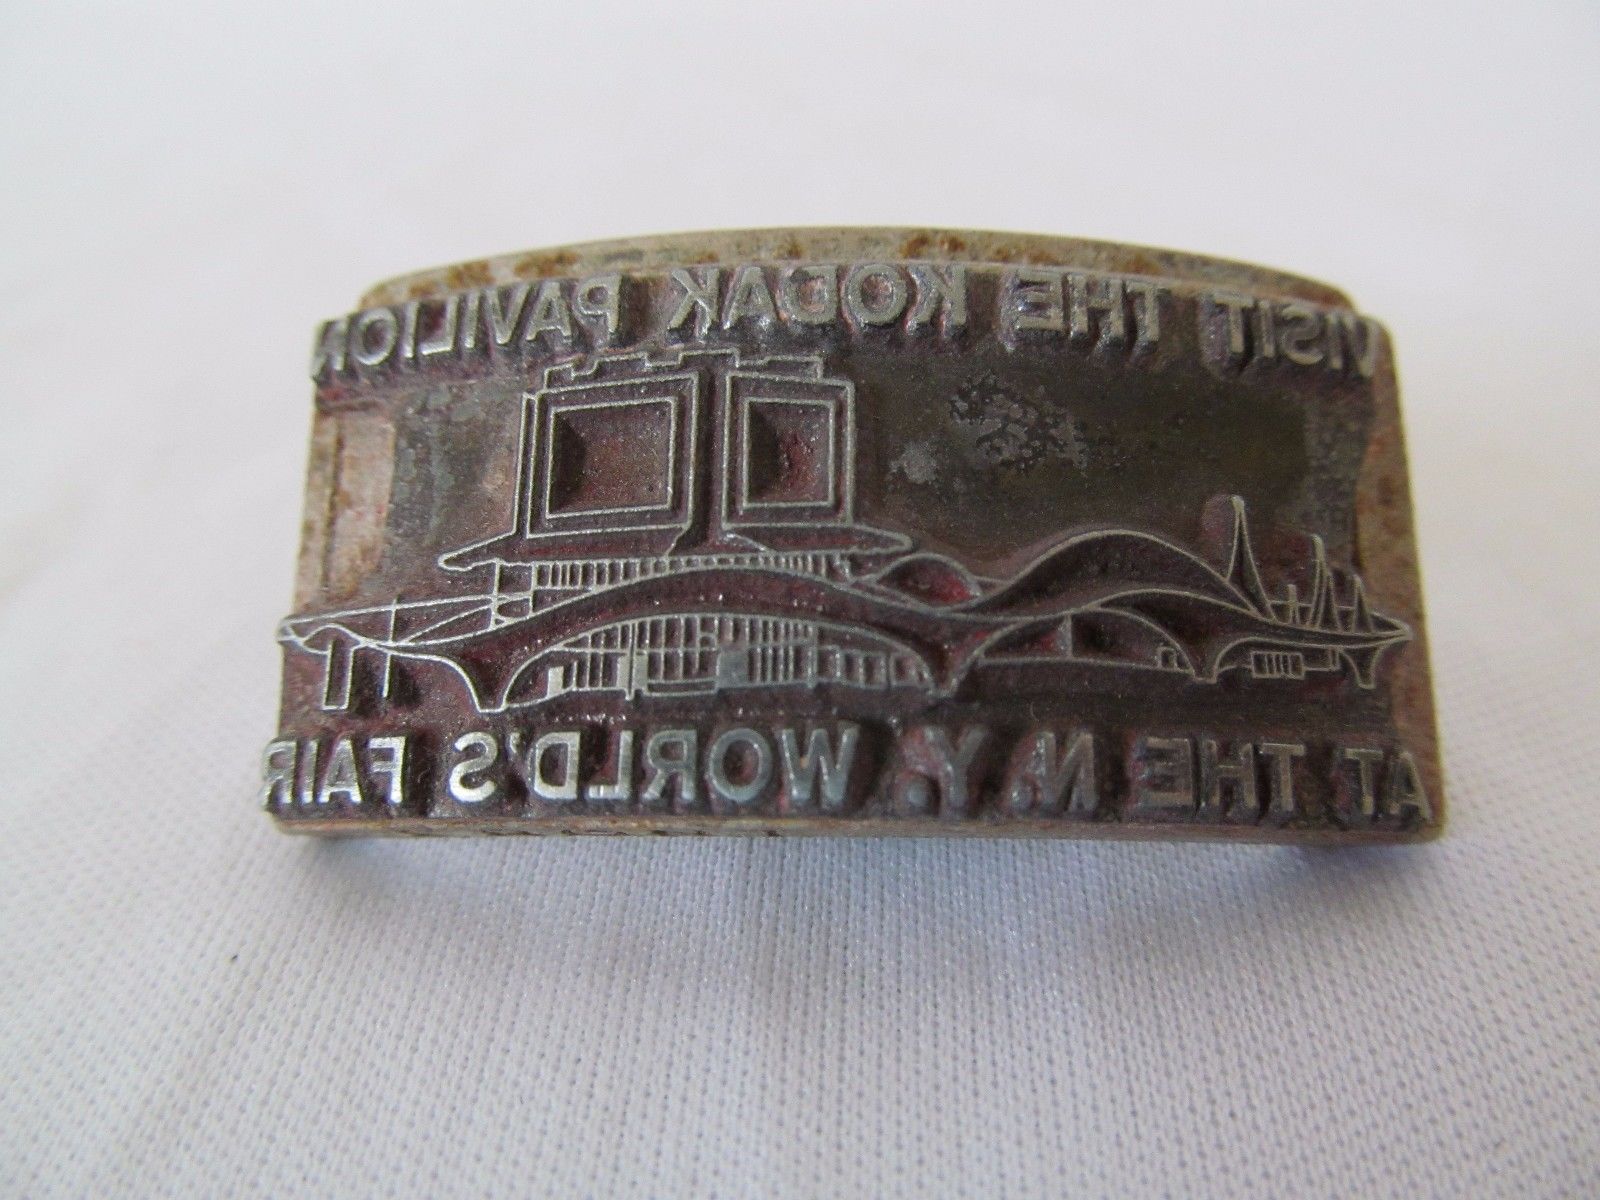 VISIT THE KODAK PAVILION
AT THE N.Y. WORLD'S FAIR